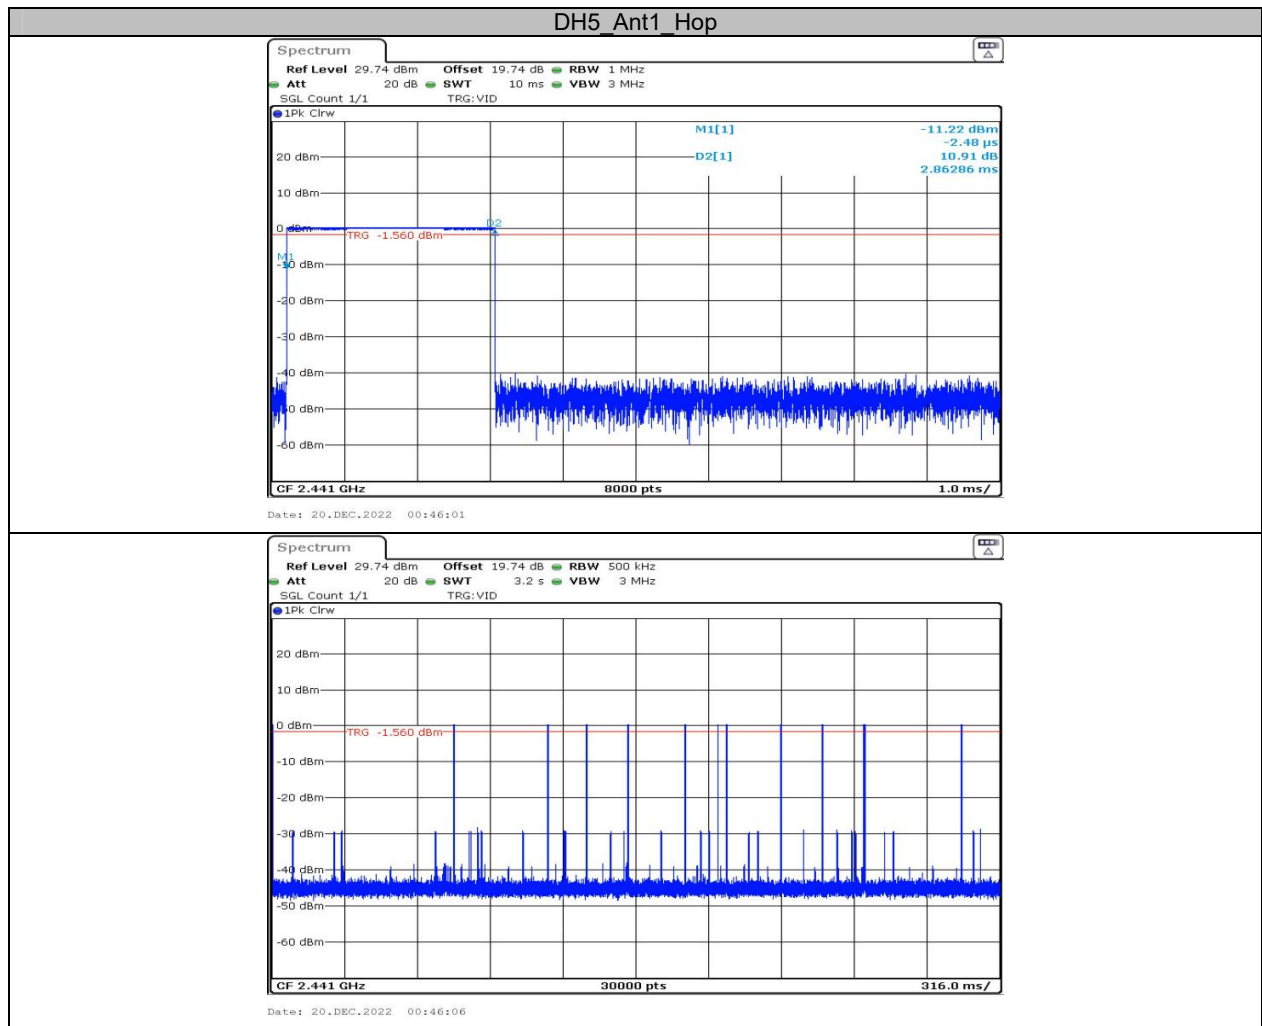 DH5_Ant1_Hop
Spectrum
Ref Level 29.74 dBm Offset 19.74 dB RBW 1 MHz
Att 20 dB SWT 10 ms VBW 3 MHz
SGL Count 1/1 TRG:VID
1Pk Clrw
M1[1] -11.22 dBm
-2.48 µs
20 dBm D2[1] 10.91 dB
2.86286 ms
10 dBm
D2
0 dBm
TRG -1.560 dBm
M1
-10 dBm
-20 dBm
-30 dBm
-40 dBm
-50 dBm
-60 dBm
CF 2.441 GHz 8000 pts 1.0 ms/
Date: 20.DEC.2022 00:46:01
Spectrum
Ref Level 29.74 dBm Offset 19.74 dB RBW 500 kHz
Att 20 dB SWT 3.2 s VBW 3 MHz
SGL Count 1/1 TRG:VID
1Pk Clrw
20 dBm
10 dBm
0 dBm
TRG -1.560 dBm
-10 dBm
-20 dBm
-30 dBm
-40 dBm
-50 dBm
-60 dBm
CF 2.441 GHz 30000 pts 316.0 ms/
Date: 20.DEC.2022 00:46:06